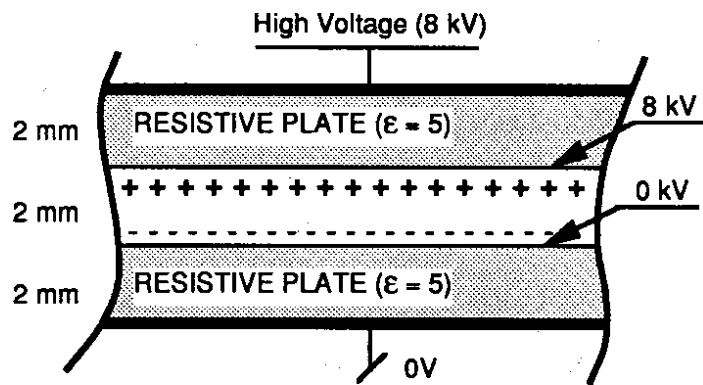 High Voltage (8 kV)
RESISTIVE PLATE (ε = 5)
8 kV
2 mm
+ + + + + + + + + + + + + + + + + +
0 kV
2 mm
- - - - - - - - - - - - - - - - - - - -
2 mm
RESISTIVE PLATE (ε = 5)
0V